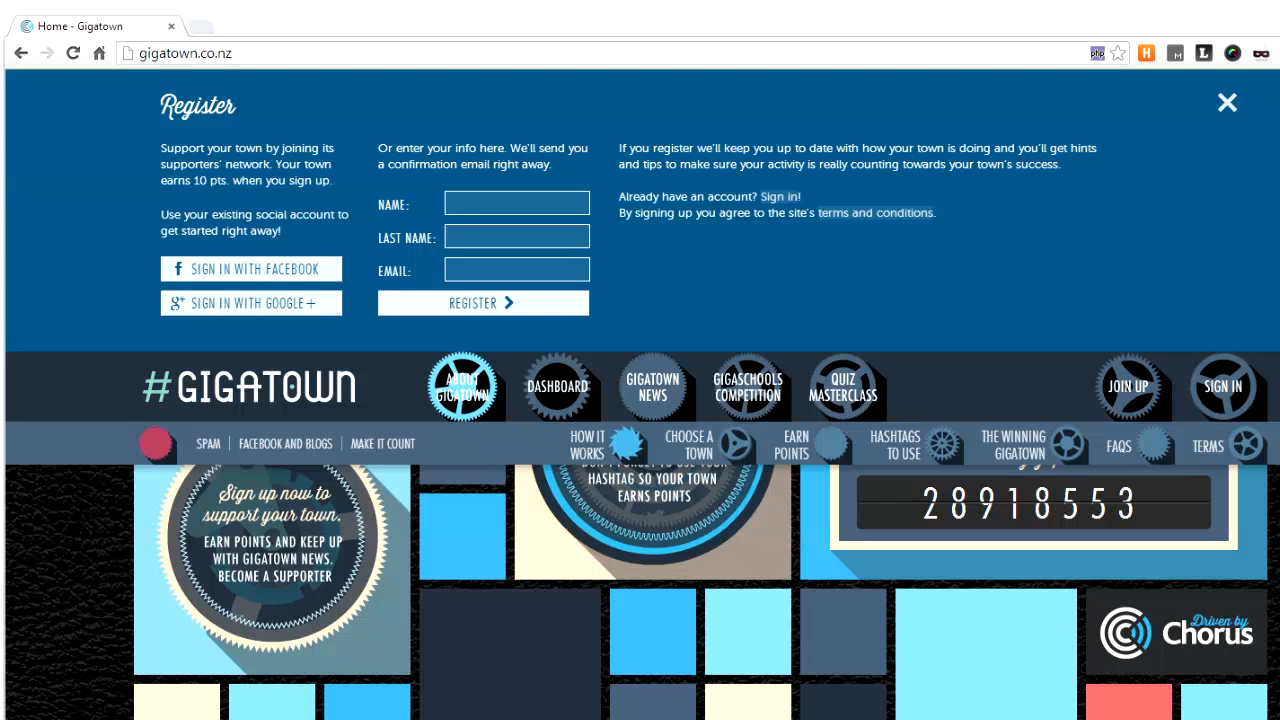 Home - Gigatown
gigatown.co.nz
php
H
M
L
Register
Support your town by joining its
supporters' network. Your town
earns 10 pts. when you sign up.
Use your existing social account to
get started right away!
f SIGN IN WITH FACEBOOK
g+ SIGN IN WITH GOOGLE+
Or enter your info here. We'll send you
a confirmation email right away.
NAME:
LAST NAME:
EMAIL:
REGISTER
If you register we'll keep you up to date with how your town is doing and you'll get hints
and tips to make sure your activity is really counting towards your town's success.
Already have an account? Sign in!
By signing up you agree to the site's terms and conditions.
#GIGATOWN
ABOUT
GIGATOWN
DASHBOARD
GIGATOWN
NEWS
GIGASCHOOLS
COMPETITION
QUIZ
MASTERCLASS
JOIN UP
SIGN IN
SPAM
FACEBOOK AND BLOGS
MAKE IT COUNT
HOW IT
WORKS
CHOOSE A
TOWN
EARN
POINTS
HASHTAGS
TO USE
THE WINNING
GIGATOWN
FAQS
TERMS
Sign up now to
support your town.
EARN POINTS AND KEEP UP
WITH GIGATOWN NEWS.
BECOME A SUPPORTER
DON'T FORGET TO USE YOUR
HASHTAG SO YOUR TOWN
EARNS POINTS
28918553
Driven by
Chorus